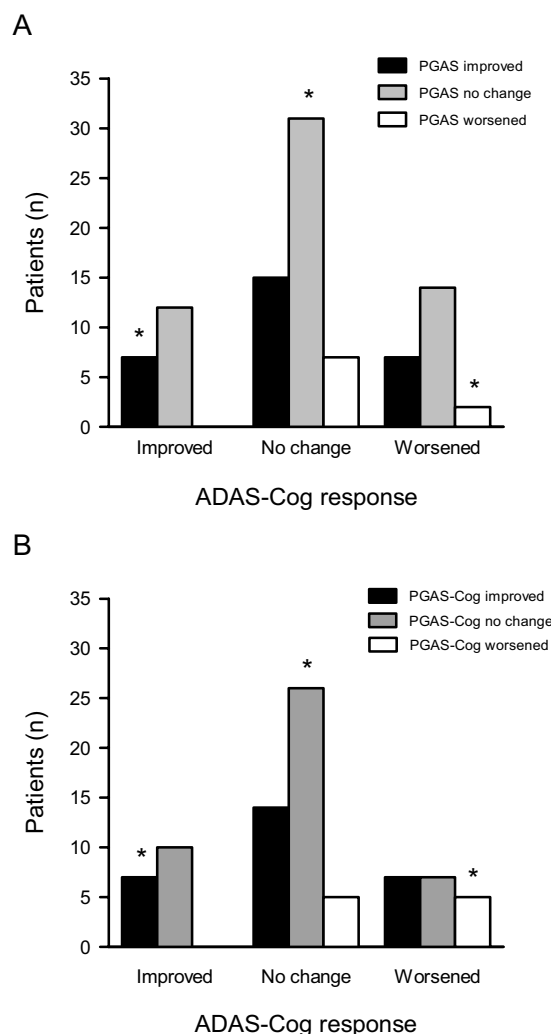 A
PGAS improved
PGAS no change
PGAS worsened
35
30
25
20
15
10
5
0
Patients (n)
*
*
*
Improved No change Worsened
ADAS-Cog response
B
PGAS-Cog improved
PGAS-Cog no change
PGAS-Cog worsened
35
30
25
20
15
10
5
0
Patients (n)
*
*
*
Improved No change Worsened
ADAS-Cog response